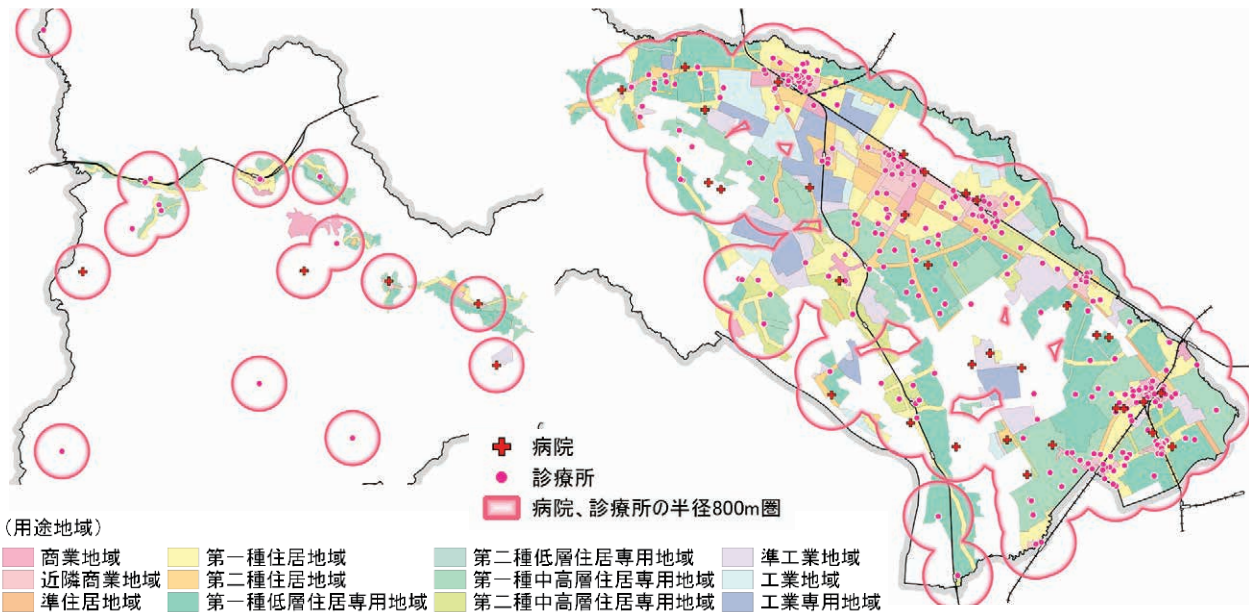 病院
診療所
病院、診療所の半径800m圏
(用途地域)
商業地域
近隣商業地域
準住居地域
第一種住居地域
第二種住居地域
第一種低層住居専用地域
第二種低層住居専用地域
第一種中高層住居専用地域
第二種中高層住居専用地域
準工業地域
工業地域
工業専用地域